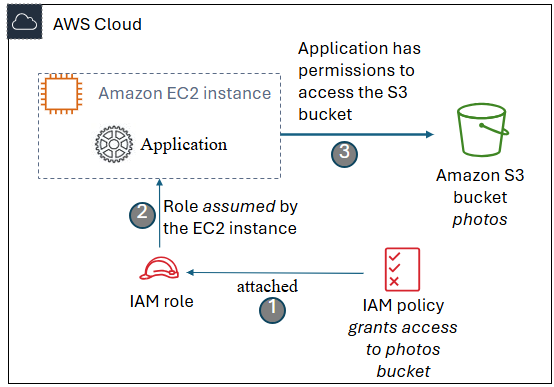 AWS Cloud
Application has
permissions to
access the S3
bucket
Amazon EC2 instance
Application
3
Amazon S3
bucket
photos
2
Role assumed by
the EC2 instance
IAM role
attached
1
IAM policy
grants access
to photos
bucket